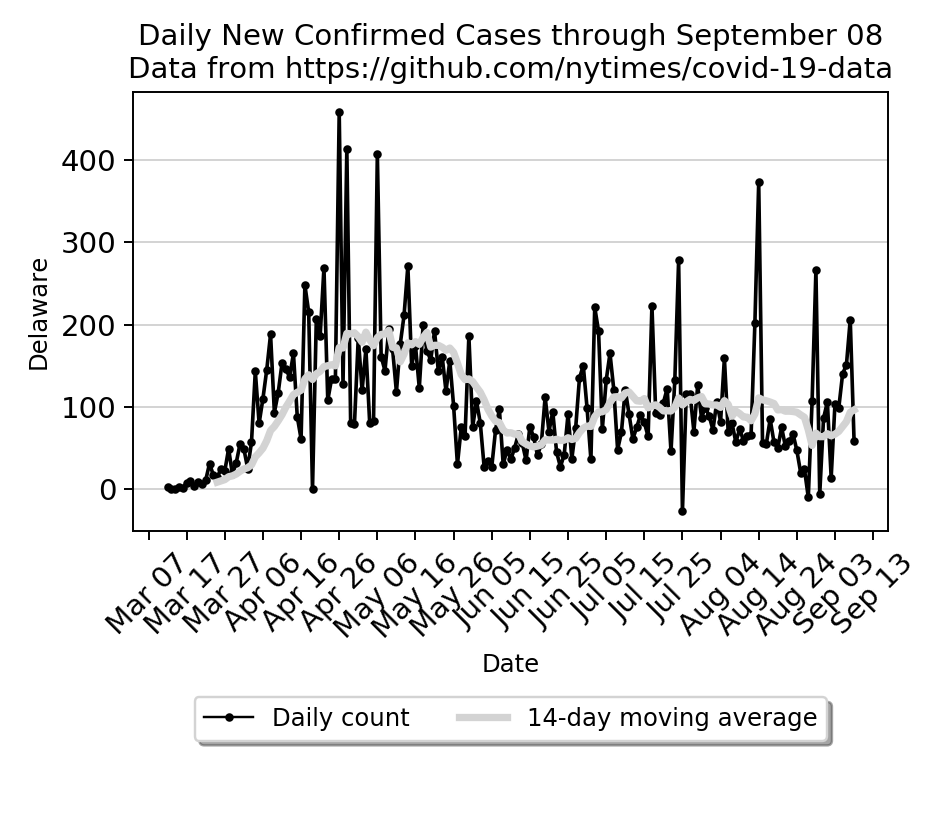 Daily New Confirmed Cases through September 08
Data from https://github.com/nytimes/covid-19-data
Delaware
400
300
200
100
0
Mar 07
Mar 17
Mar 27
Apr 06
Apr 16
Apr 26
May 06
May 16
May 26
Jun 05
Jun 15
Jun 25
Jul 05
Jul 15
Jul 25
Aug 04
Aug 14
Aug 24
Sep 03
Sep 13
Date
Daily count
14-day moving average